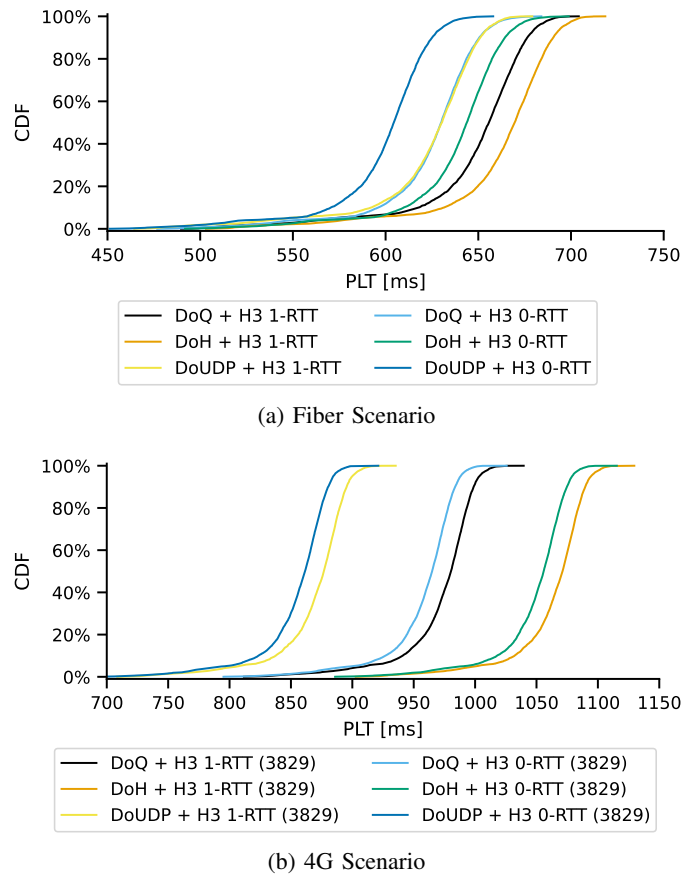 100%
80%
60%
40%
20%
0%
CDF
450 500 550 600 650 700 750
PLT [ms]
DoQ + H3 1-RTT DoQ + H3 0-RTT
DoH + H3 1-RTT DoH + H3 0-RTT
DoUDP + H3 1-RTT DoUDP + H3 0-RTT
(a) Fiber Scenario
100%
80%
60%
40%
20%
0%
CDF
700 750 800 850 900 950 1000 1050 1100 1150
PLT [ms]
DoQ + H3 1-RTT (3829) DoQ + H3 0-RTT (3829)
DoH + H3 1-RTT (3829) DoH + H3 0-RTT (3829)
DoUDP + H3 1-RTT (3829) DoUDP + H3 0-RTT (3829)
(b) 4G Scenario